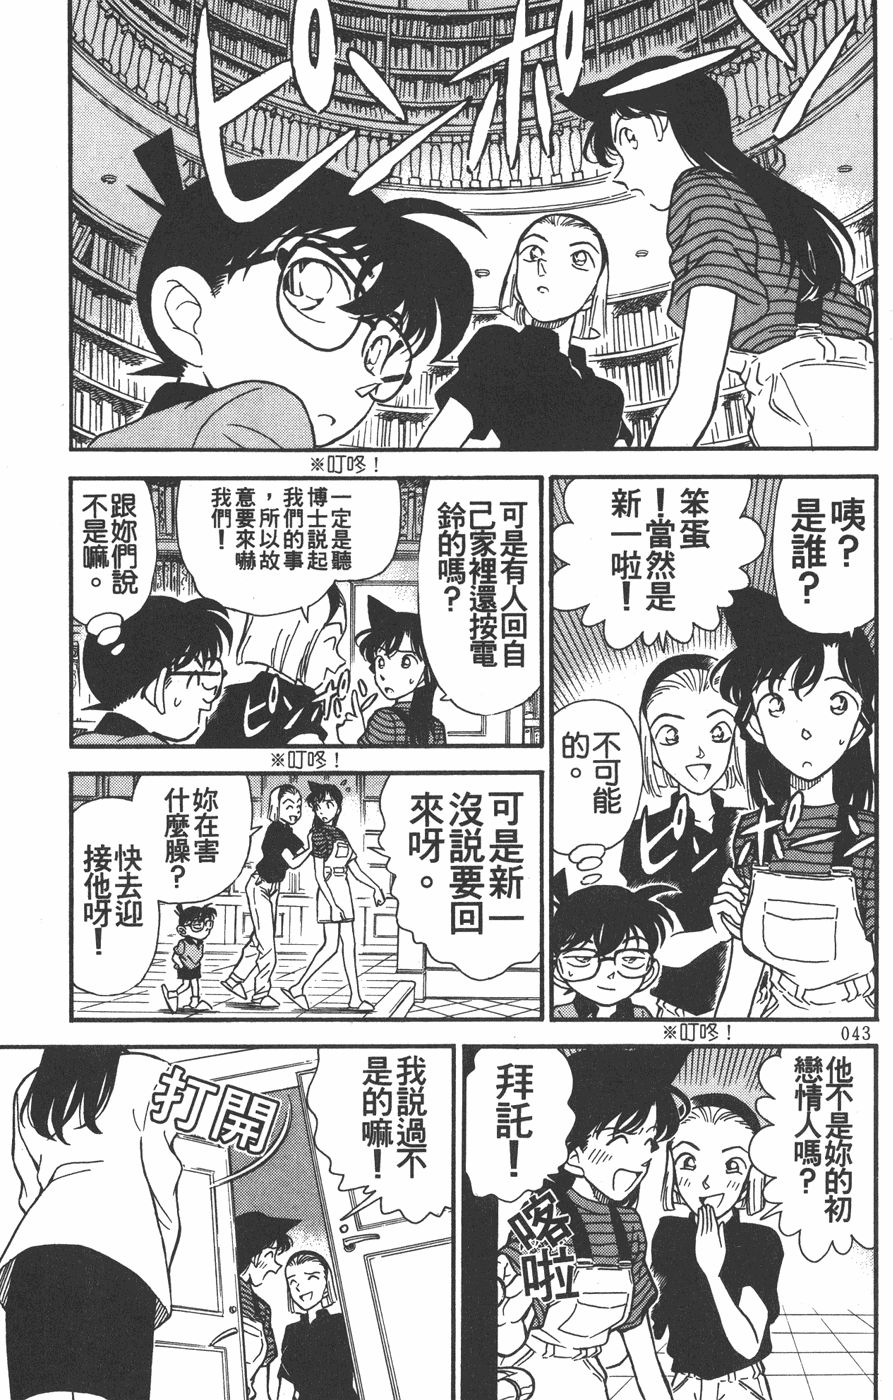 ピンポーン
※叮咚！
咦？
是誰？
笨蛋
！當然是
新一啦！
不可能
的。
ピンポーン
※叮咚！
可是有人回自
己家裡還按電
鈴的嗎？
一定是聽
博士説起
我們的事
，所以故
意要來嚇
我們！
跟妳們說
不是嘛。
ピンポーン
※叮咚！
可是新一
沒說要回
來呀。
妳在害
什麼臊？
快去迎
接他呀！
043
他不是妳的初
戀情人嗎？
拜託！
喀啦
我説過不
是的嘛！
打開